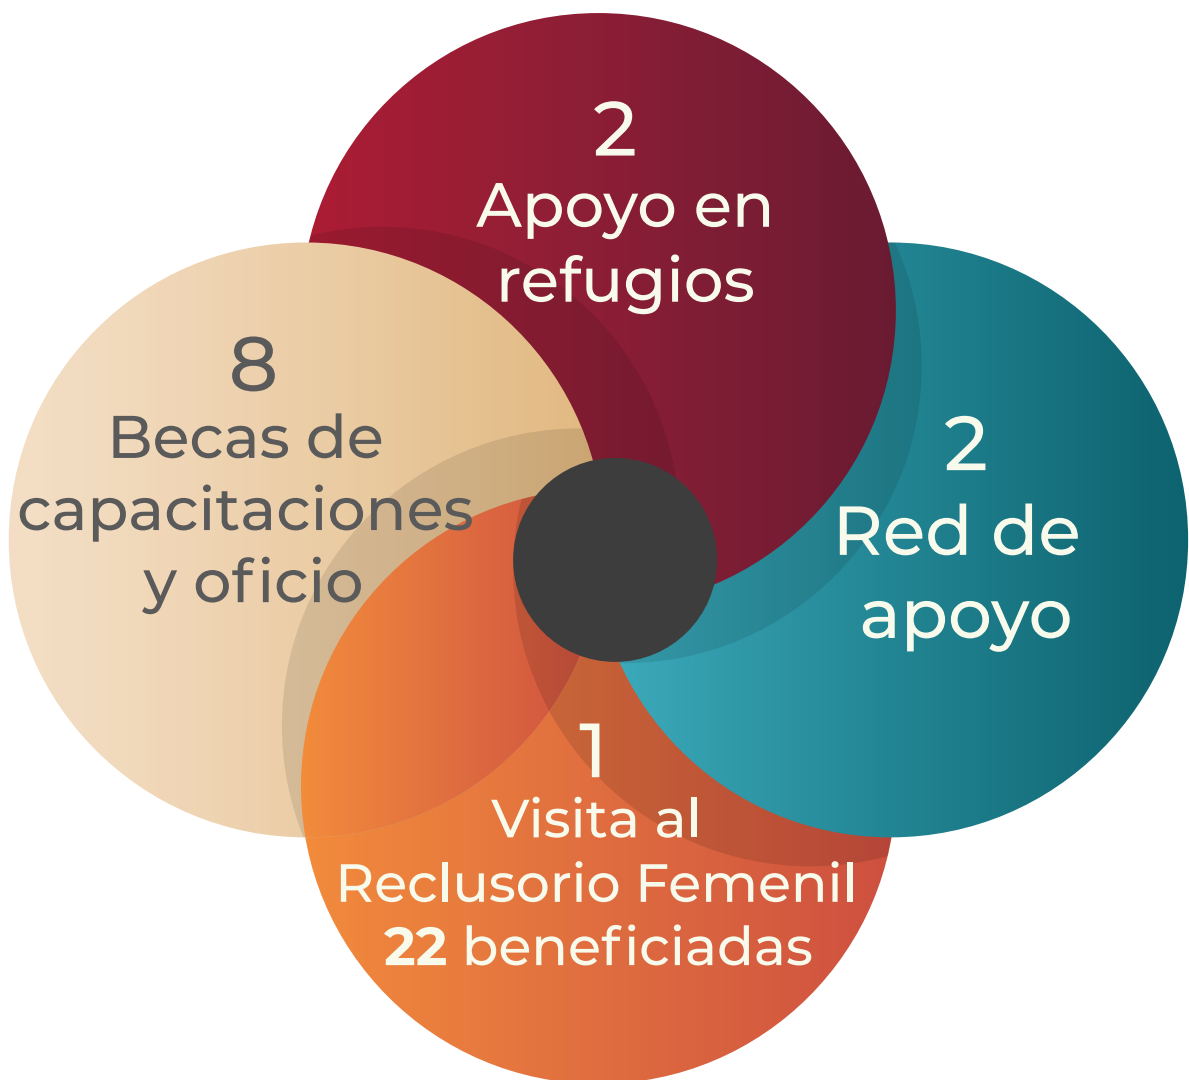 2
Apoyo en
refugios
8
Becas de
capacitaciones
y oficio
2
Red de
apoyo
1
Visita al
Reclusorio Femenil
22 beneficiadas